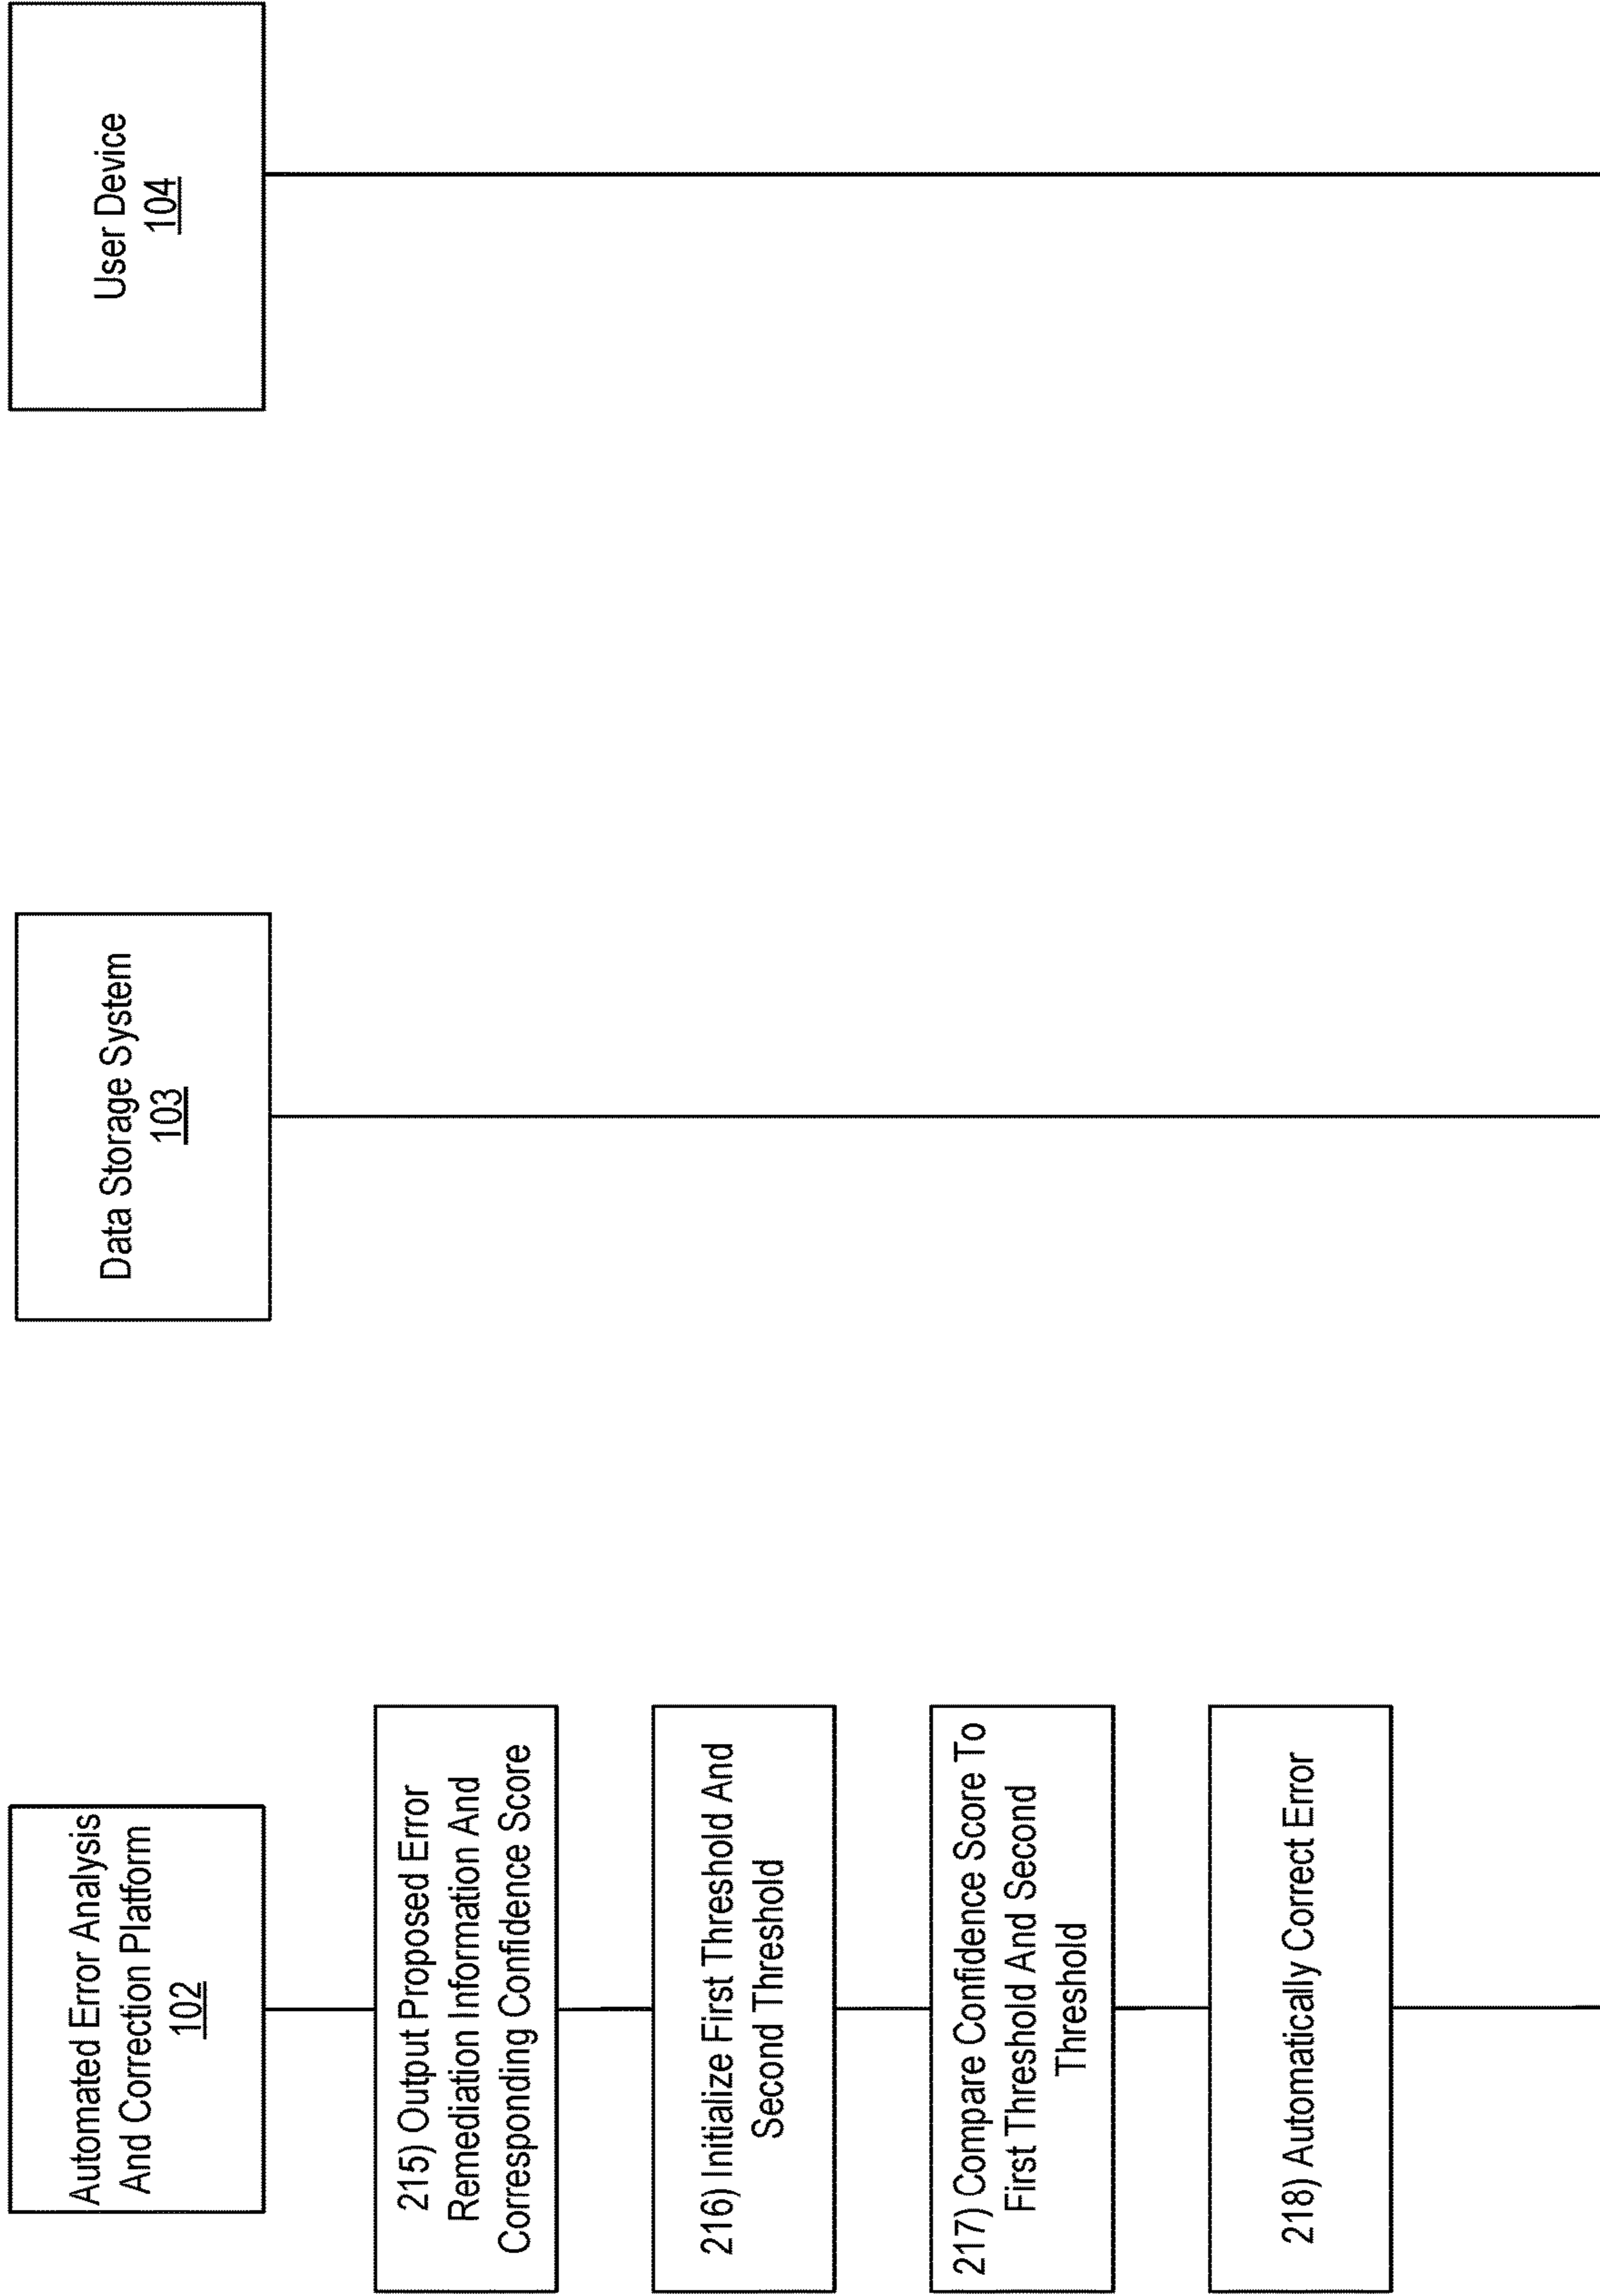 Automated Error Analysis
And Correction Platform
102
Data Storage System
103
User Device
104
215) Output Proposed Error
Remediation Information And
Corresponding Confidence Score
216) Initialize First Threshold And
Second Threshold
217) Compare Confidence Score To
First Threshold And Second
Threshold
218) Automatically Correct Error